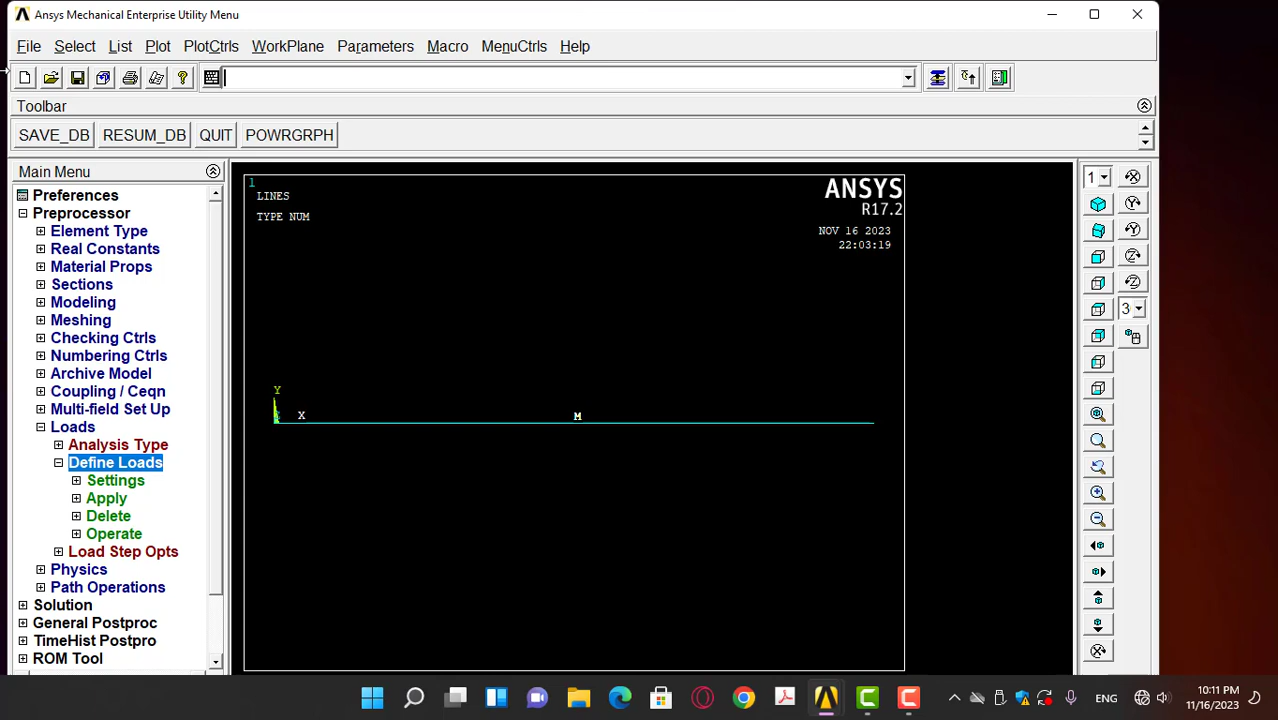 Ansys Mechanical Enterprise Utility Menu
File Select List Plot PlotCtrls WorkPlane Parameters Macro MenuCtrls Help
Toolbar
SAVE_DB RESUM_DB QUIT POWRGRPH
Main Menu
Preferences
Preprocessor
Element Type
Real Constants
Material Props
Sections
Modeling
Meshing
Checking Ctrls
Numbering Ctrls
Archive Model
Coupling / Ceqn
Multi-field Set Up
Loads
Analysis Type
Define Loads
Settings
Apply
Delete
Operate
Load Step Opts
Physics
Path Operations
Solution
General Postproc
TimeHist Postpro
ROM Tool
1
LINES
TYPE NUM
ANSYS
R17.2
NOV 16 2023
22:03:19
Y
X
M
1
3
ENG
10:11 PM
11/16/2023